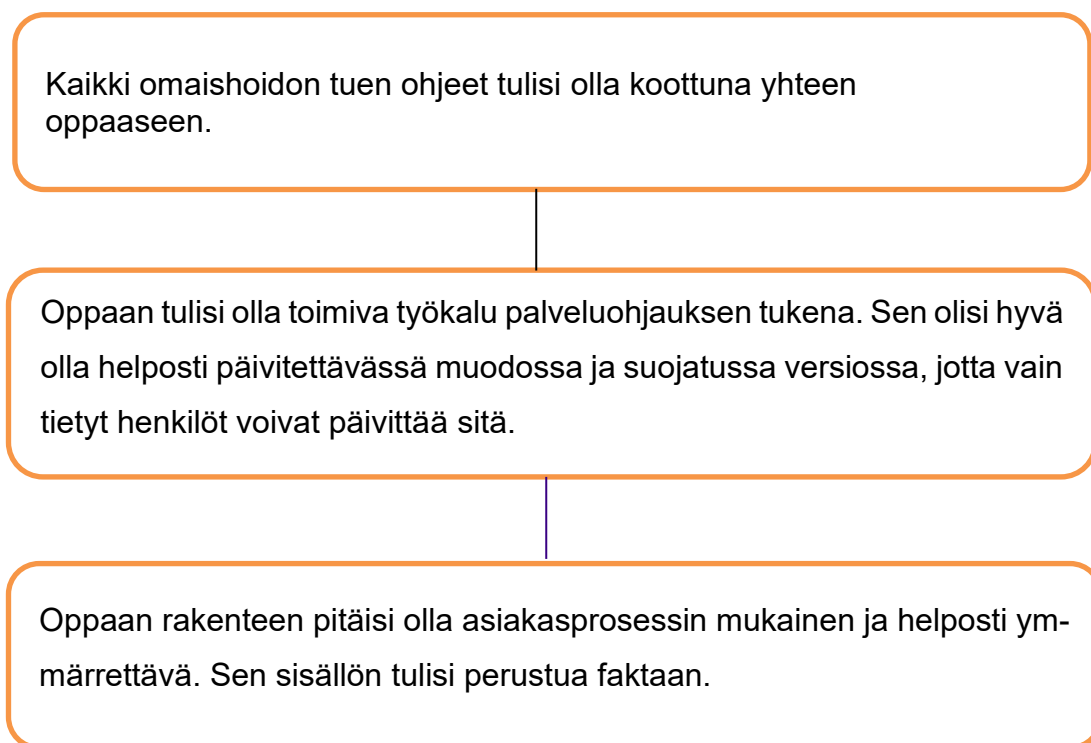 Kaikki omaishoidon tuen ohjeet tulisi olla koottuna yhteen
oppaaseen.
Oppaan tulisi olla toimiva työkalu palveluohjauksen tukena. Sen olisi hyvä
olla helposti päivitettävässä muodossa ja suojatussa versiossa, jotta vain
tietyt henkilöt voivat päivittää sitä.
Oppaan rakenteen pitäisi olla asiakasprosessin mukainen ja helposti ym-
märrettävä. Sen sisällön tulisi perustua faktaan.